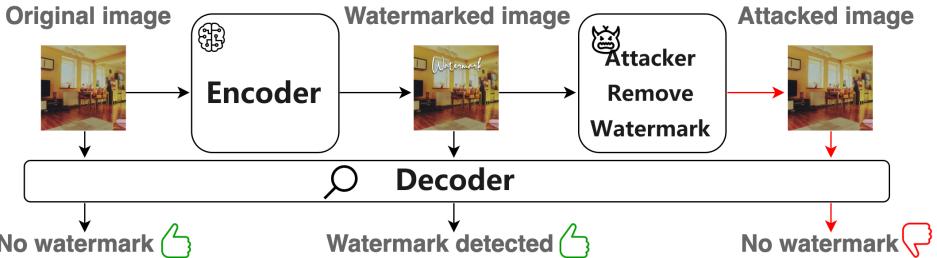 Original image
Watermarked image
Attacked image
Watermark
Encoder
Attacker
Remove
Watermark
Decoder
No watermark
Watermark detected
No watermark